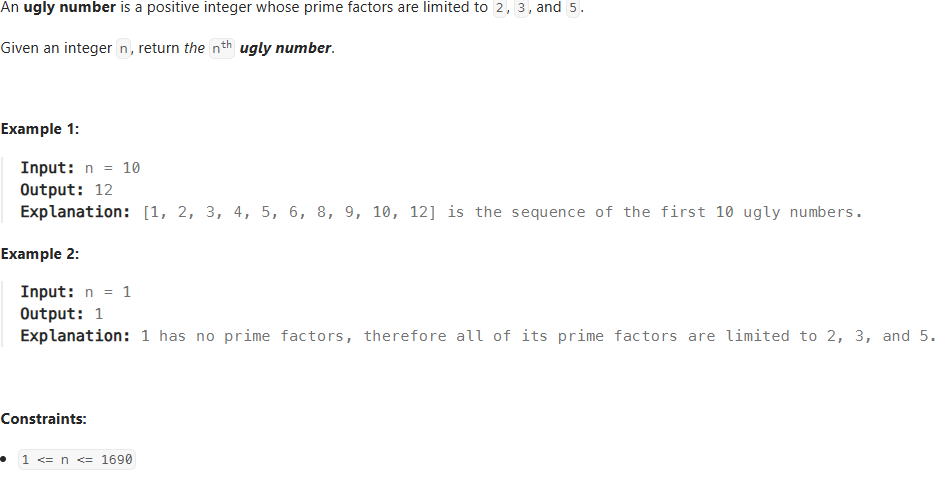 An ugly number is a positive integer whose prime factors are limited to 2, 3, and 5.
Given an integer n, return the nth ugly number.
Example 1:
Input: n = 10
Output: 12
Explanation: [1, 2, 3, 4, 5, 6, 8, 9, 10, 12] is the sequence of the first 10 ugly numbers.
Example 2:
Input: n = 1
Output: 1
Explanation: 1 has no prime factors, therefore all of its prime factors are limited to 2, 3, and 5.
Constraints:
• 1 <= n <= 1690